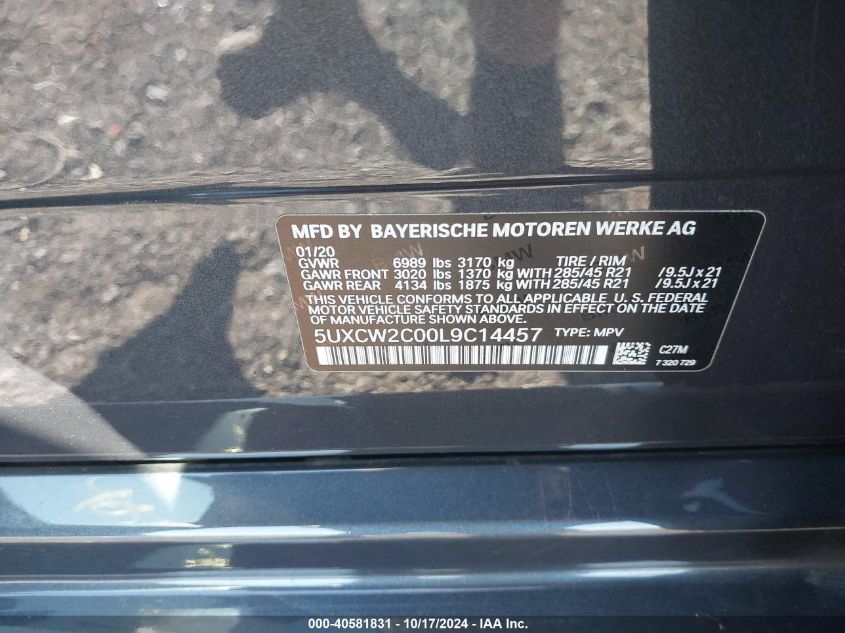 MFD BY BAYERISCHE MOTOREN WERKE AG
01/20
GVWR 6989 lbs 3170 kg TIRE / RIM
GAWR FRONT 3020 lbs 1370 kg WITH 285/45 R21 /9.5J x 21
GAWR REAR 4134 lbs 1875 kg WITH 285/45 R21 /9.5J x 21
THIS VEHICLE CONFORMS TO ALL APPLICABLE U. S. FEDERAL
MOTOR VEHICLE SAFETY STANDARDS IN EFFECT ON THE DATE
OF MANUFACTURE SHOWN ABOVE.
5UXCW2C00L9C14457 TYPE: MPV
C27M
7 320 729
000-40581831 - 10/17/2024 - IAA Inc.